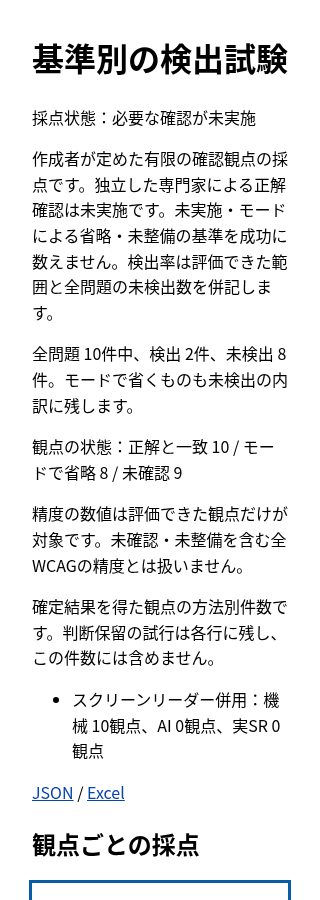 基準別の検出試験
採点状態：必要な確認が未実施
作成者が定めた有限の確認観点の採
点です。独立した専門家による正解
確認は未実施です。未実施・モード
による省略・未整備の基準を成功に
数えません。検出率は評価できた範
囲と全問題の未検出数を併記しま
す。
全問題 10件中、検出 2件、未検出 8
件。モードで省くものも未検出の内
訳に残します。
観点の状態：正解と一致 10 / モー
ドで省略 8 / 未確認 9
精度の数値は評価できた観点だけが
対象です。未確認・未整備を含む全
WCAGの精度とは扱いません。
確定結果を得た観点の方法別件数で
す。判断保留の試行は各行に残し、
この件数には含めません。
• スクリーンリーダー併用：機
械 10観点、AI 0観点、実SR 0
観点
JSON / Excel
観点ごとの採点